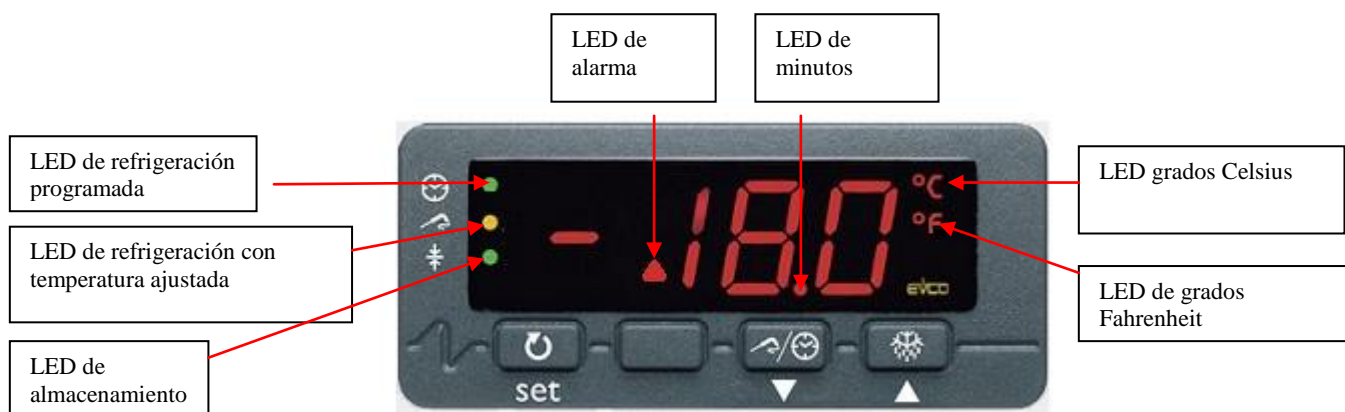 LED de
alarma
LED de
minutos
LED de refrigeración
programada
LED grados Celsius
LED de refrigeración con
temperatura ajustada
LED de grados
Fahrenheit
LED de
almacenamiento
- 18.0
°C
°F
EVCO
set